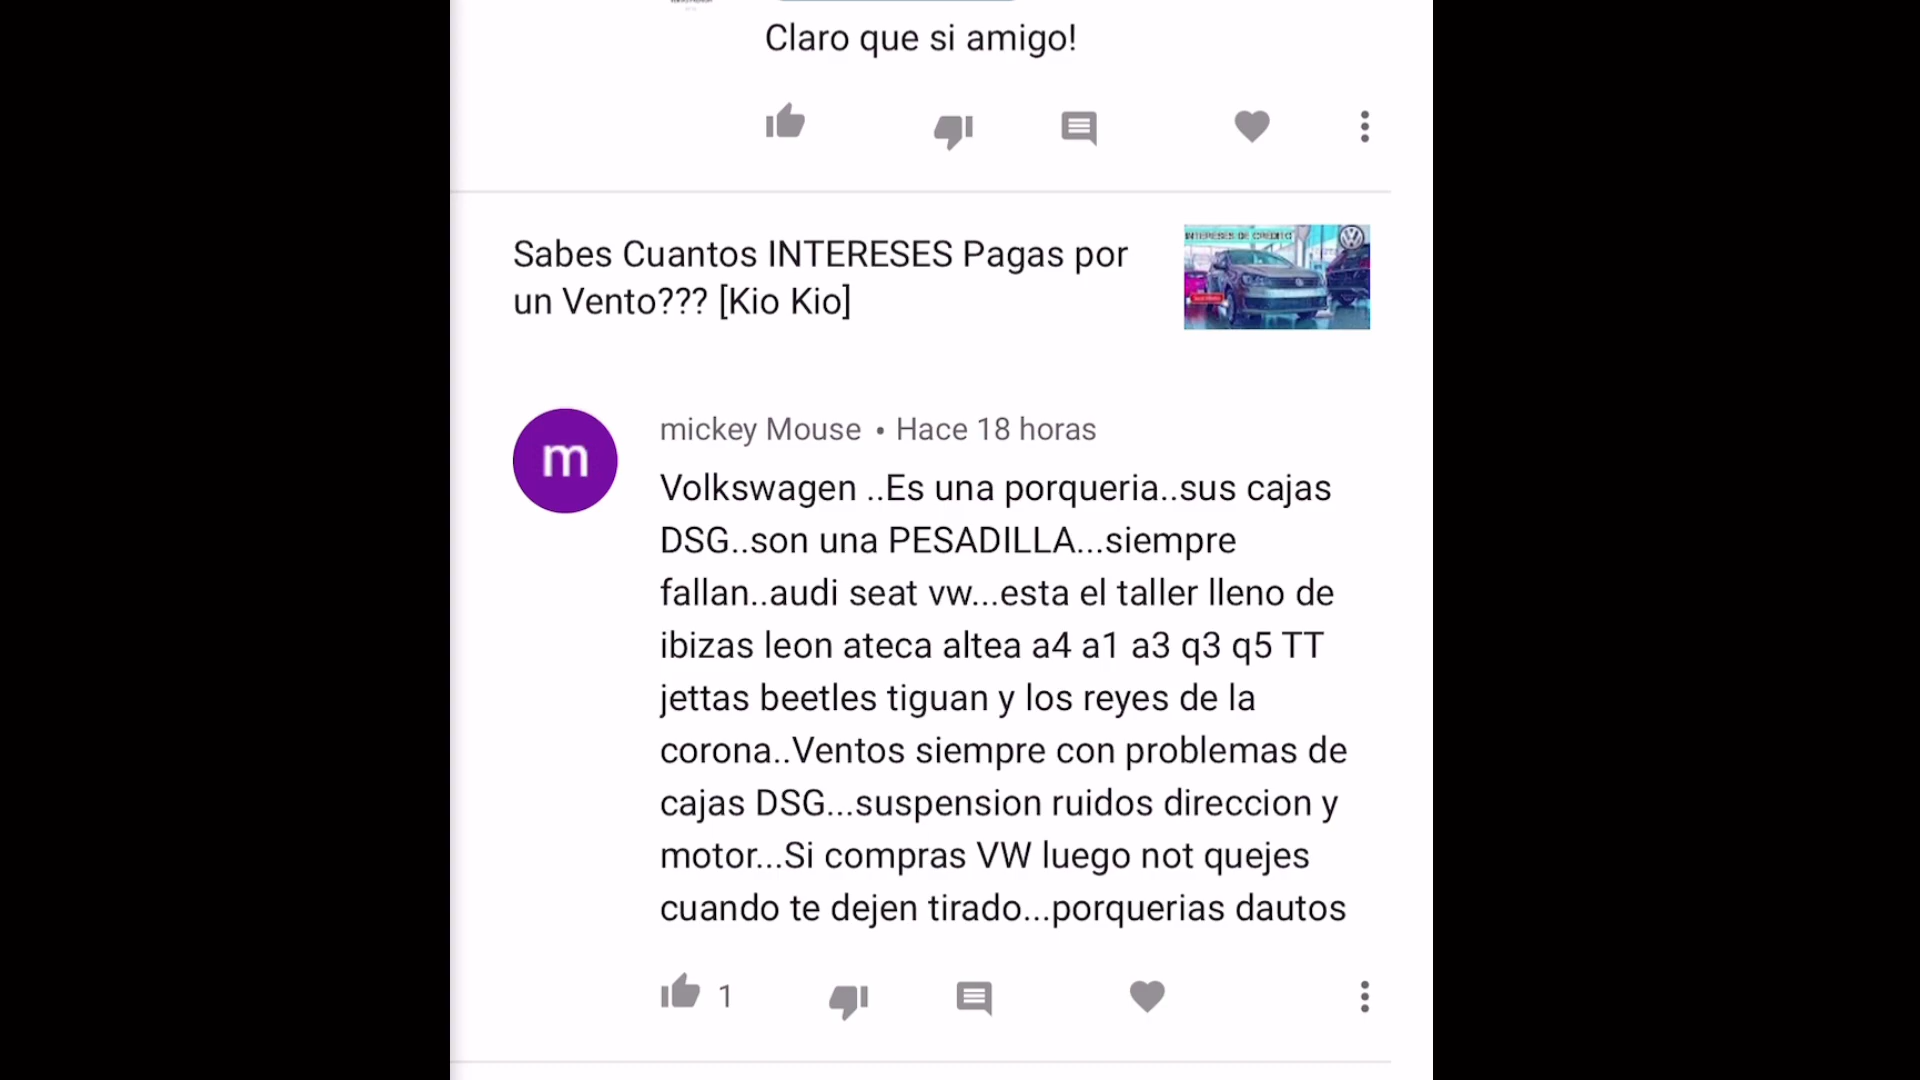 Claro que si amigo!
Sabes Cuantos INTERESES Pagas por
un Vento??? [Kio Kio]
INTERESES DE CREDITO
m
mickey Mouse • Hace 18 horas
Volkswagen ..Es una porqueria..sus cajas
DSG..son una PESADILLA...siempre
fallan..audi seat vw...esta el taller lleno de
ibizas leon ateca altea a4 a1 a3 q3 q5 TT
jettas beetles tiguan y los reyes de la
corona..Ventos siempre con problemas de
cajas DSG...suspension ruidos direccion y
motor...Si compras VW luego not quejes
cuando te dejen tirado...porquerias dautos
1